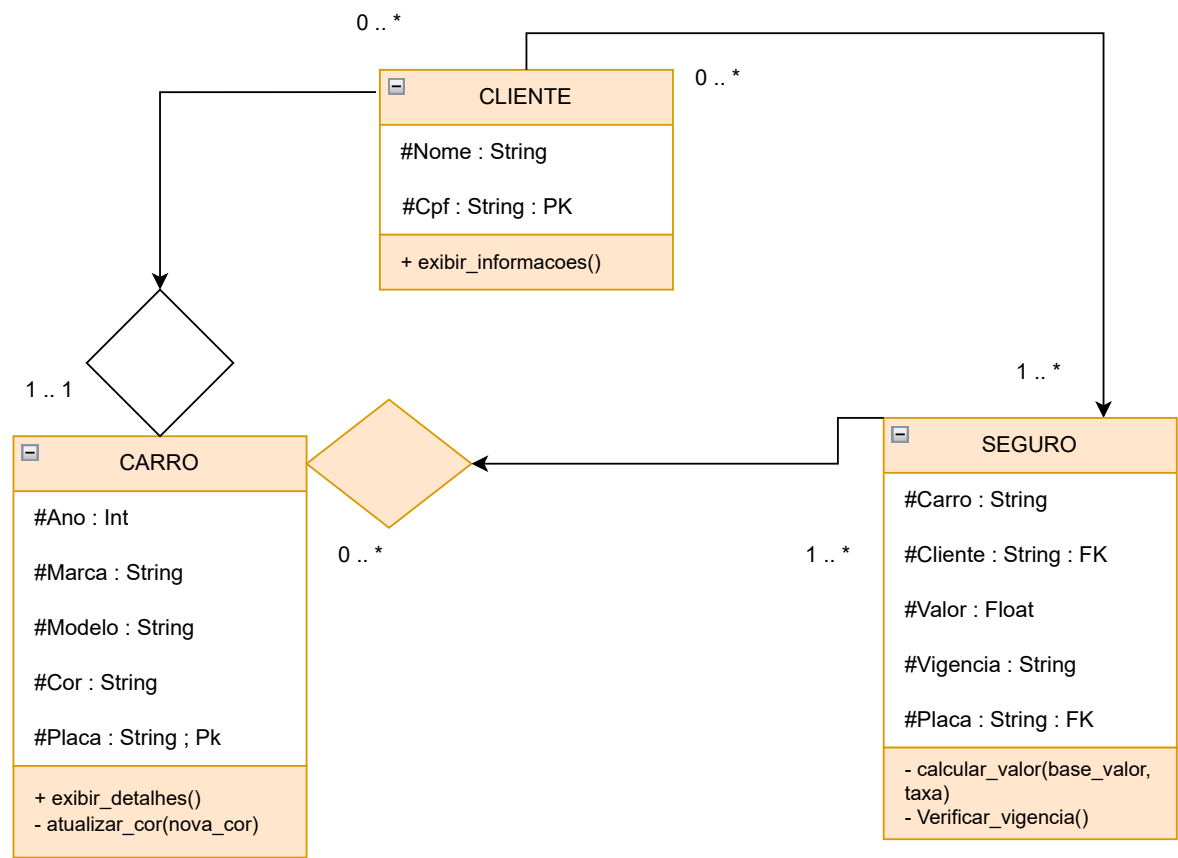 0 .. *
0 .. *
CLIENTE
#Nome : String
#Cpf : String : PK
+ exibir_informacoes()
1 .. 1
1 .. *
CARRO
#Ano : Int
#Marca : String
#Modelo : String
#Cor : String
#Placa : String ; Pk
+ exibir_detalhes()
- atualizar_cor(nova_cor)
0 .. *
1 .. *
SEGURO
#Carro : String
#Cliente : String : FK
#Valor : Float
#Vigencia : String
#Placa : String : FK
- calcular_valor(base_valor,
taxa)
- Verificar_vigencia()